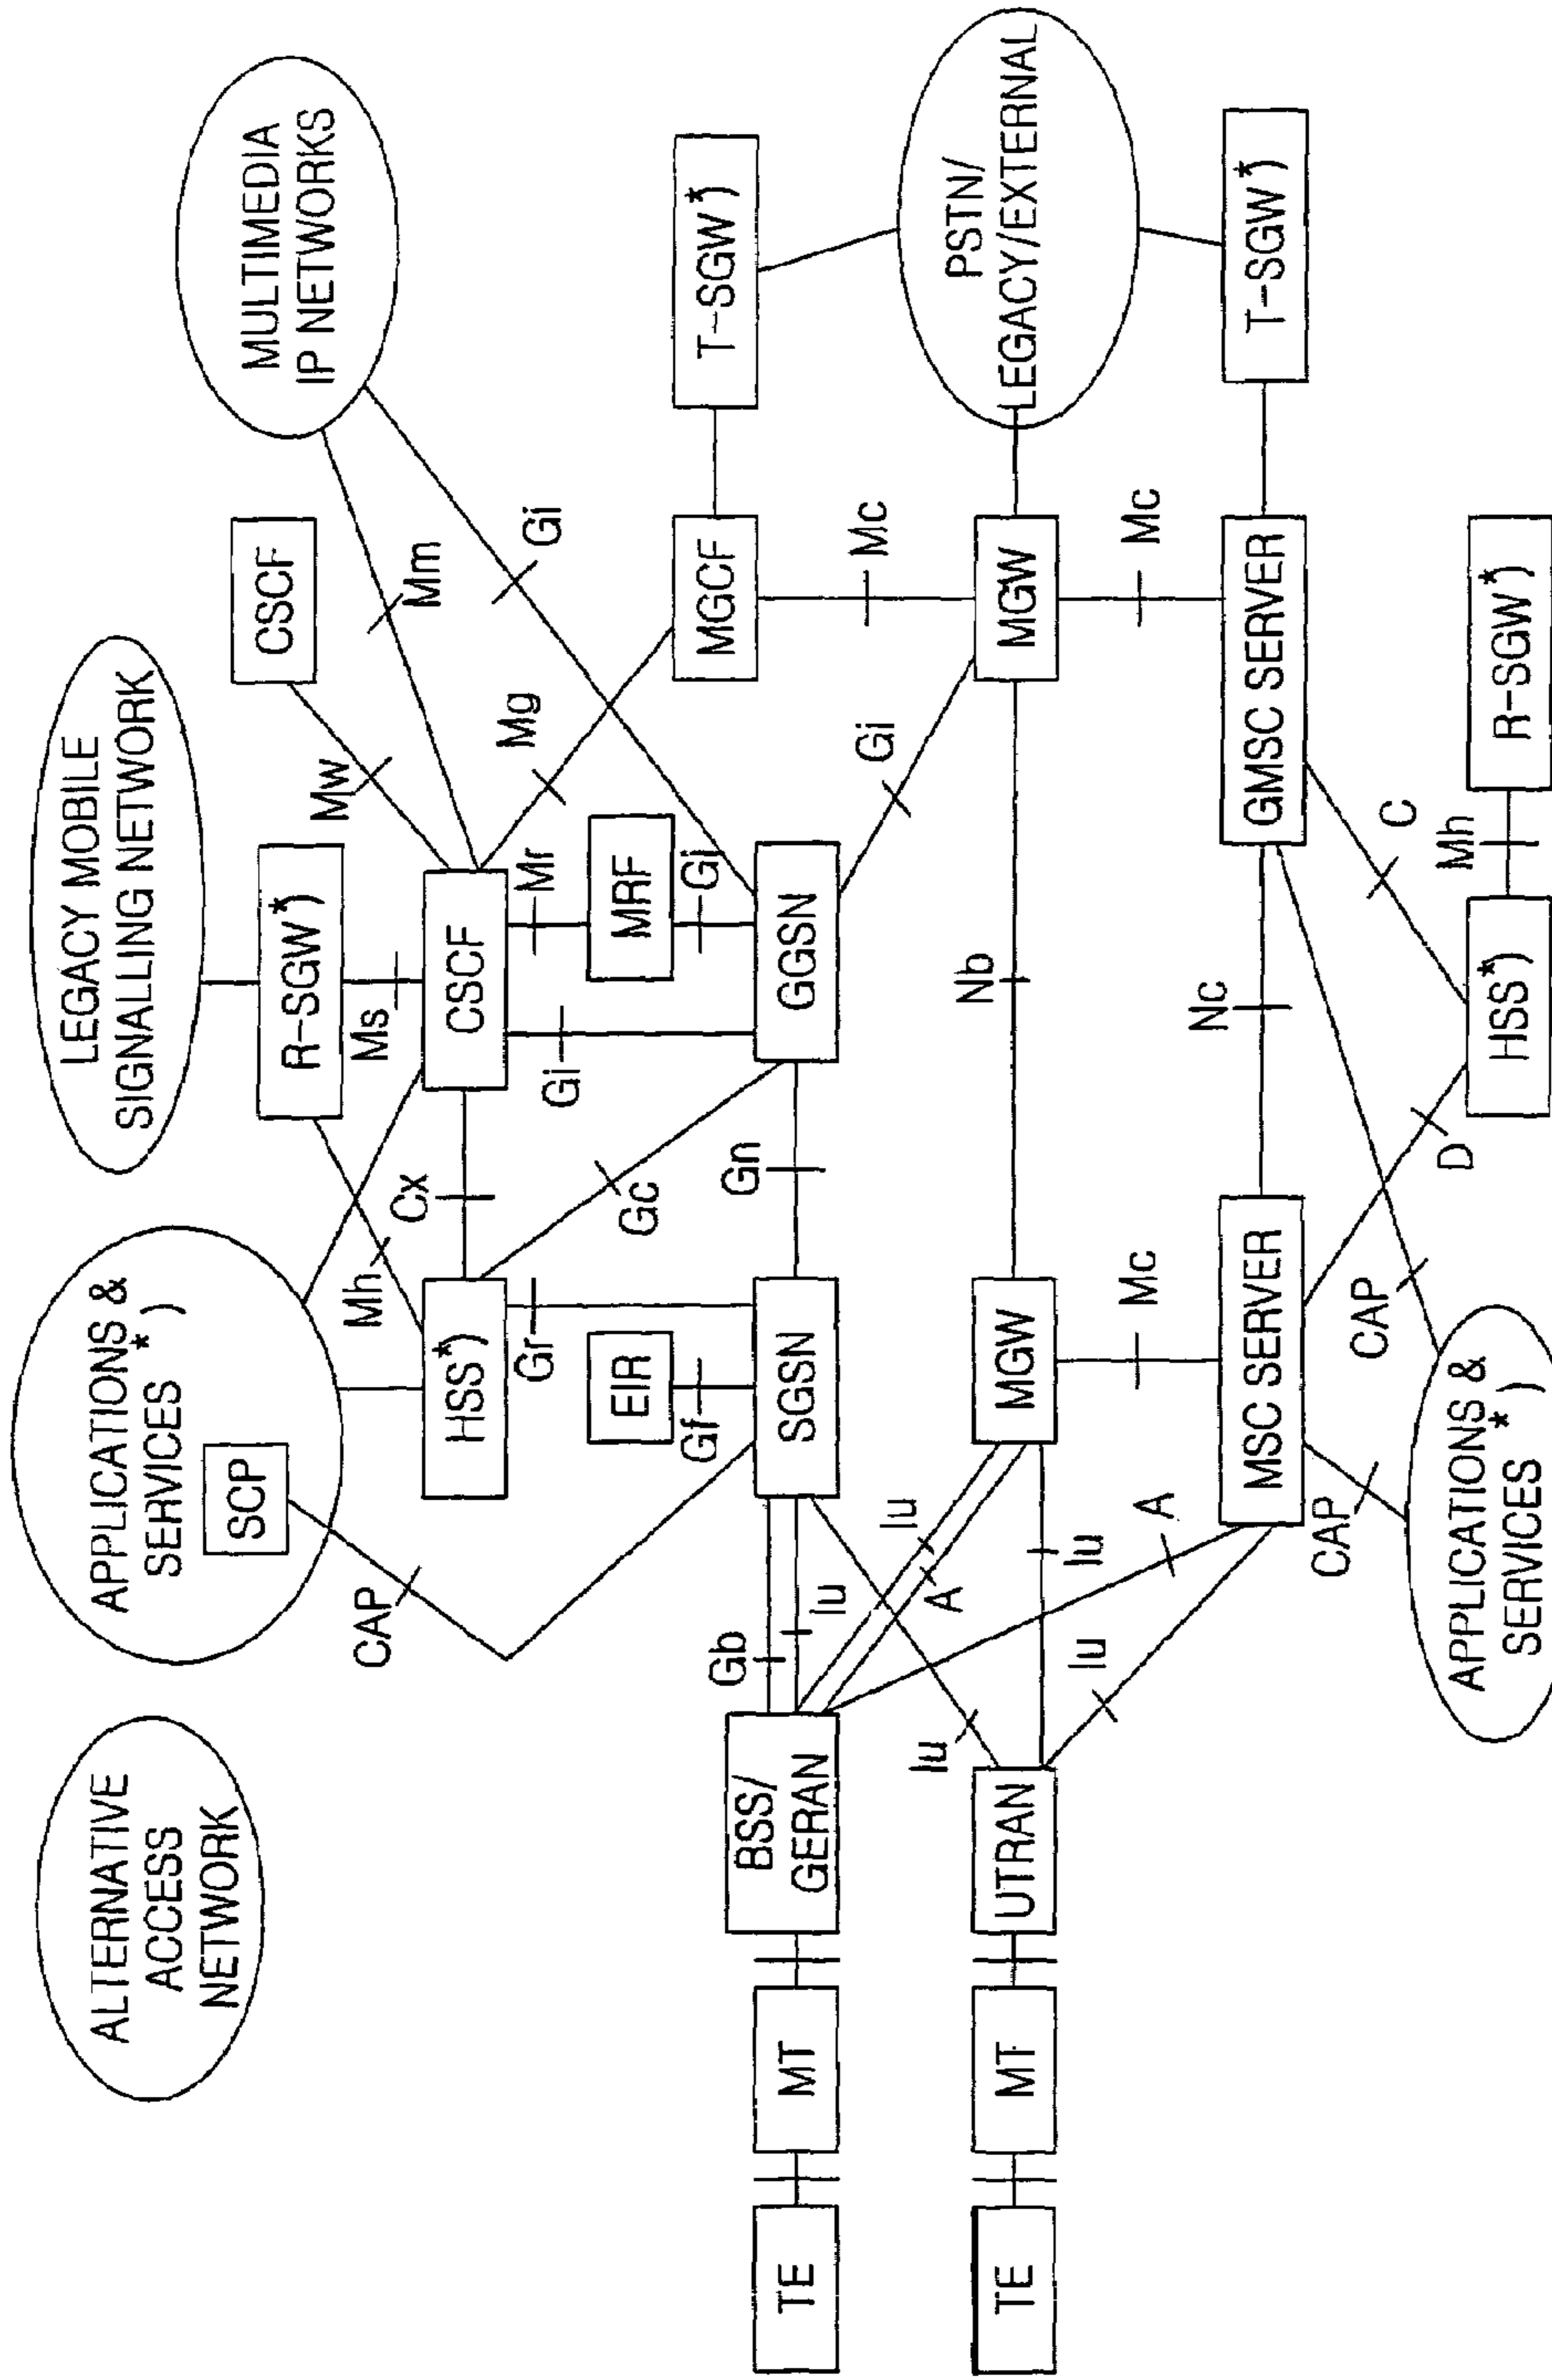 ALTERNATIVE
ACCESS
NETWORK
APPLICATIONS &
SERVICES *)
SCP
CAP
LEGACY MOBILE
SIGNALLING NETWORK
R-SGW*)
Mh
Ms
Mw
CSCF
MULTIMEDIA
IP NETWORKS
Mm
Gi
HSS*)
Cx
CSCF
Mg
Gr
Gc
Gi
Mr
MRF
Gi
EIR
Gf
MGCF
T-SGW*)
TE
MT
BSS/
GERAN
Gb
Iu
SGSN
Gn
GGSN
Gi
Mc
Iu
A
Iu
PSTN/
LEGACY/EXTERNAL
TE
MT
UTRAN
Iu
MGW
Nb
MGW
Iu
A
Mc
Mc
MSC SERVER
Nc
GMSC SERVER
T-SGW*)
CAP
CAP
D
C
APPLICATIONS &
SERVICES *)
HSS*)
Mh
R-SGW*)